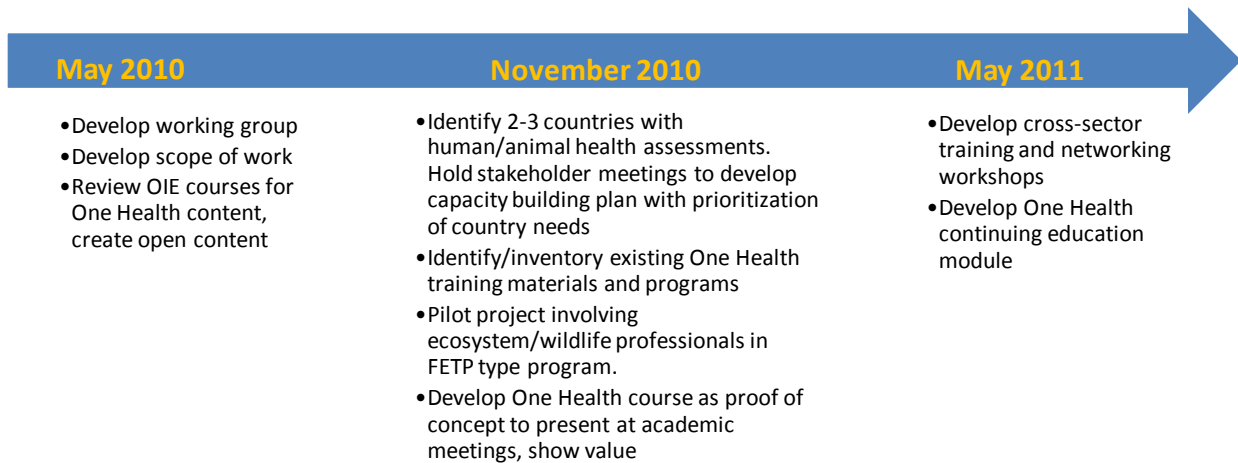 May 2010
November 2010
May 2011
•Develop working group
•Develop scope of work
•Review OIE courses for
One Health content,
create open content
•Identify 2-3 countries with
human/animal health assessments.
Hold stakeholder meetings to develop
capacity building plan with prioritization
of country needs
•Identify/inventory existing One Health
training materials and programs
•Pilot project involving
ecosystem/wildlife professionals in
FETP type program.
•Develop One Health course as proof of
concept to present at academic
meetings, show value
•Develop cross-sector
training and networking
workshops
•Develop One Health
continuing education
module